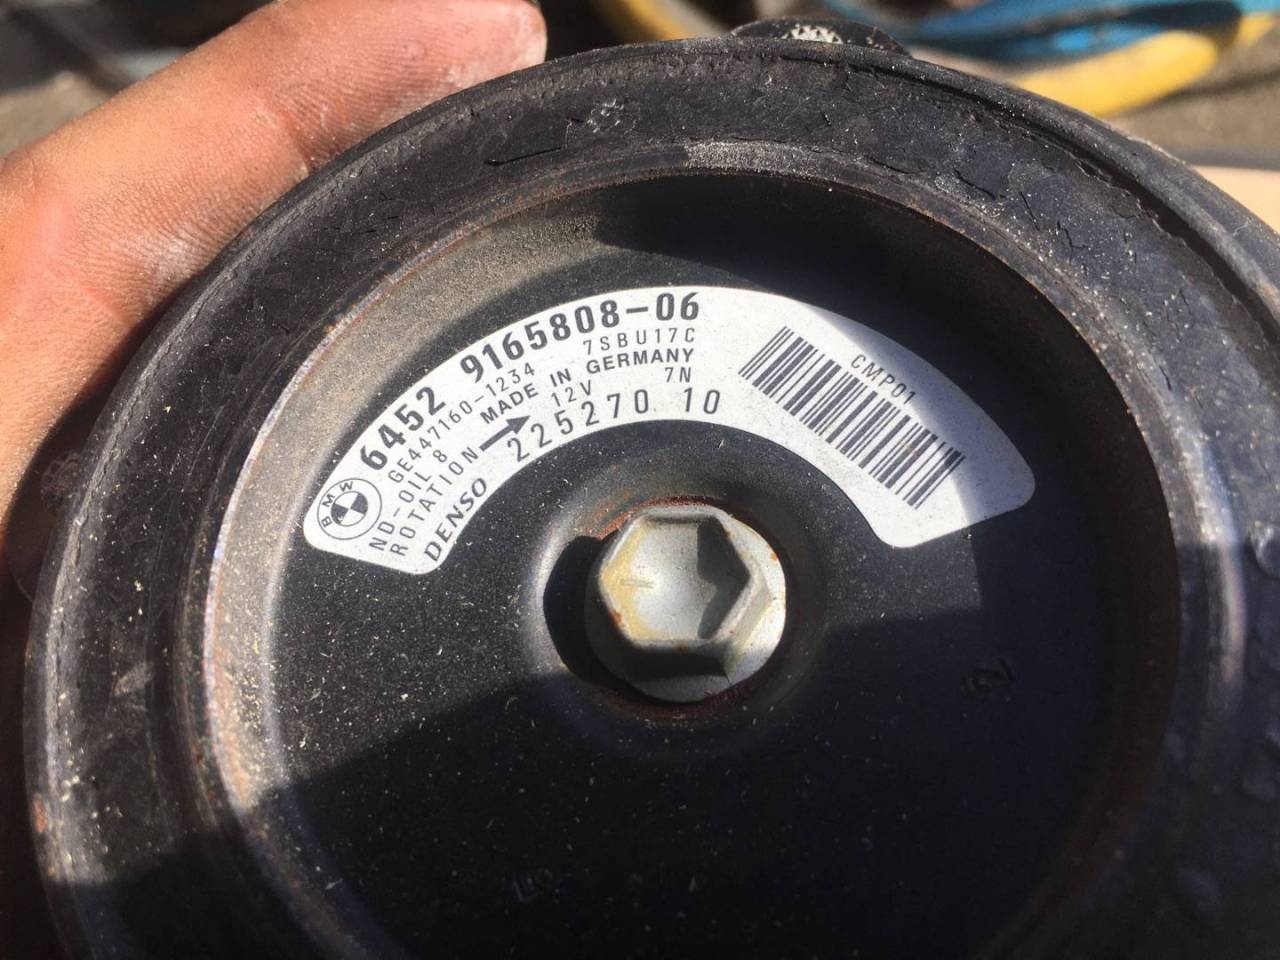 BMW
6452 9165808-06
GE447160-1234 7SBU17C
ND-OIL 8 MADE IN GERMANY
ROTATION 12V 7N
DENSO 225270 10
CMP01